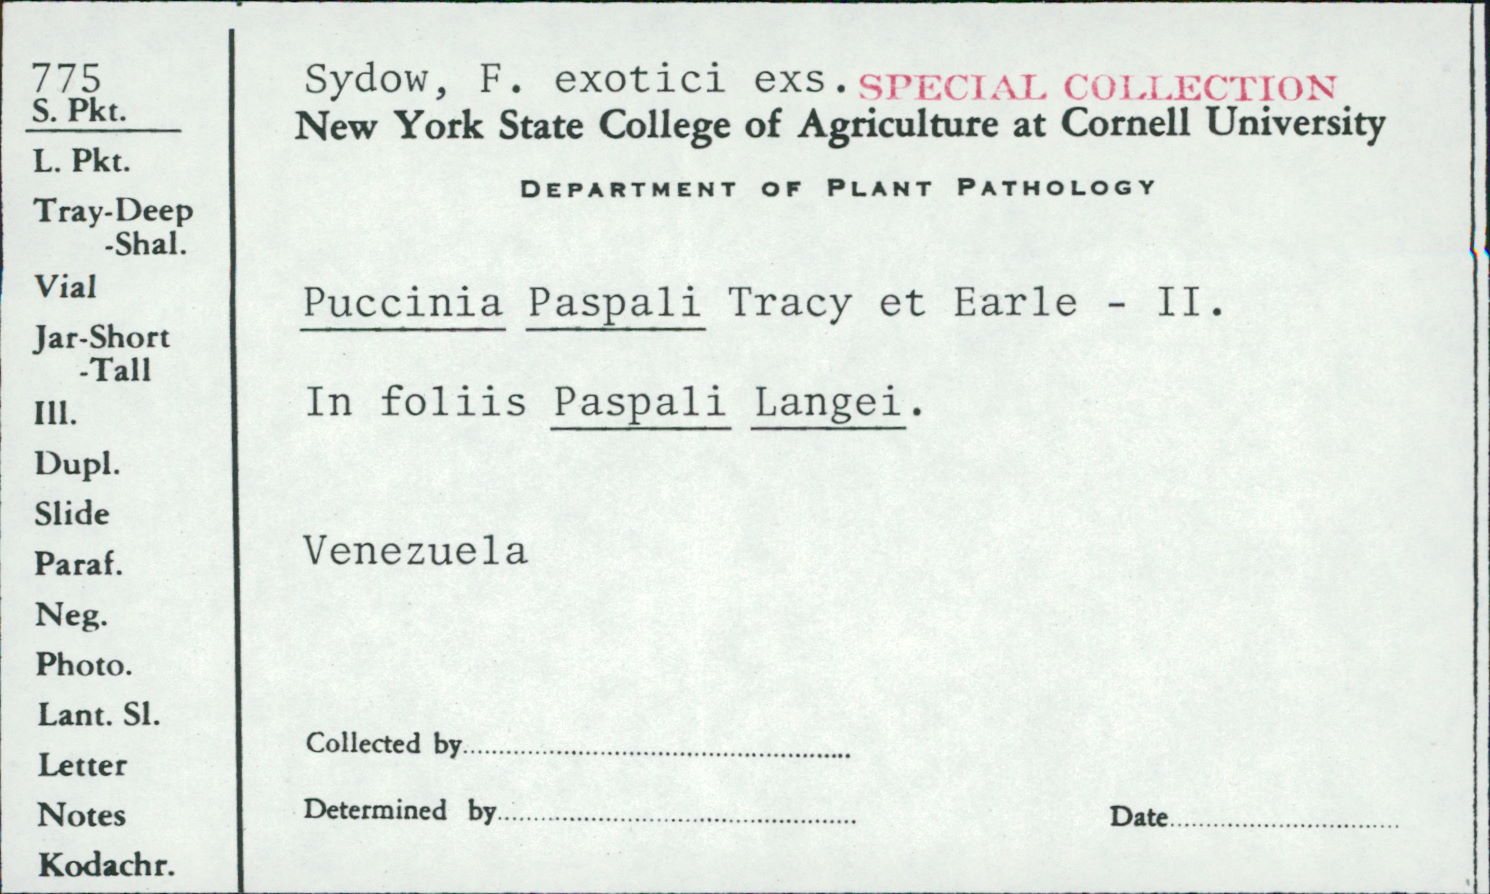 775
S. Pkt.
L. Pkt.
Tray-Deep
-Shal.
Vial
Jar-Short
-Tall
Ill.
Dupl.
Slide
Paraf.
Neg.
Photo.
Lant. Sl.
Letter
Notes
Kodachr.
Sydow, F. exotici exs. SPECIAL COLLECTION
New York State College of Agriculture at Cornell University
DEPARTMENT OF PLANT PATHOLOGY
Puccinia Paspali Tracy et Earle - II.
In foliis Paspali Langei.
Venezuela
Collected by
Determined by
Date